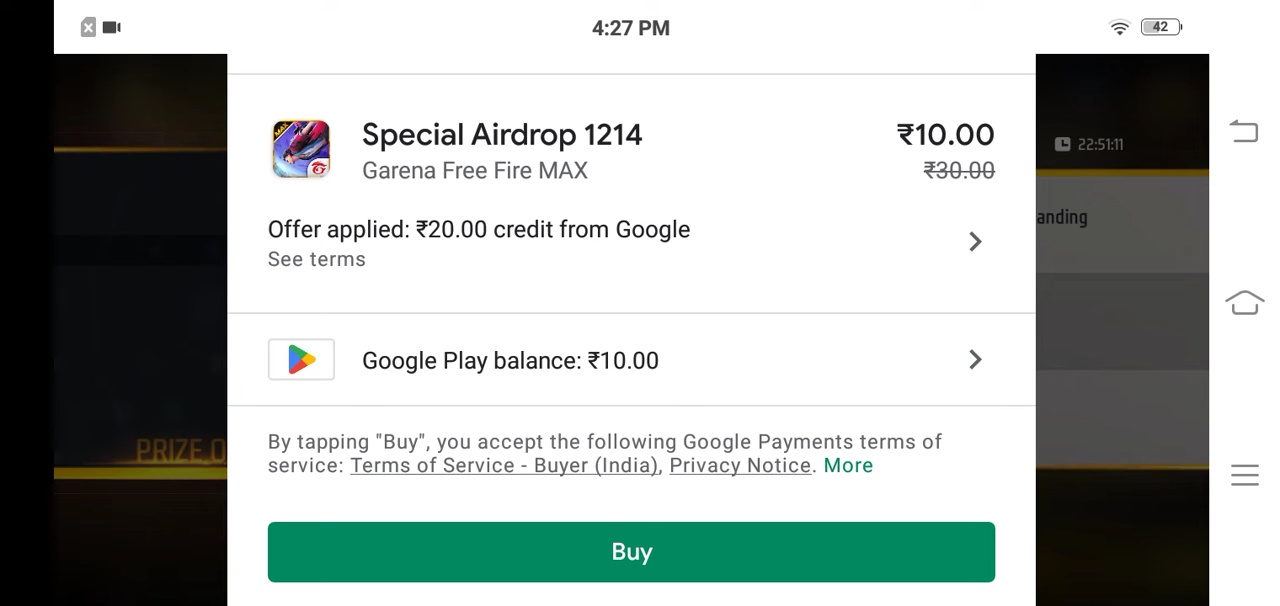 4:27 PM
42
Special Airdrop 1214
₹10.00
Garena Free Fire MAX
₹30.00
22:51:11
anding
Offer applied: ₹20.00 credit from Google
See terms
Google Play balance: ₹10.00
PRIZE O
By tapping "Buy", you accept the following Google Payments terms of
service: Terms of Service - Buyer (India), Privacy Notice. More
Buy